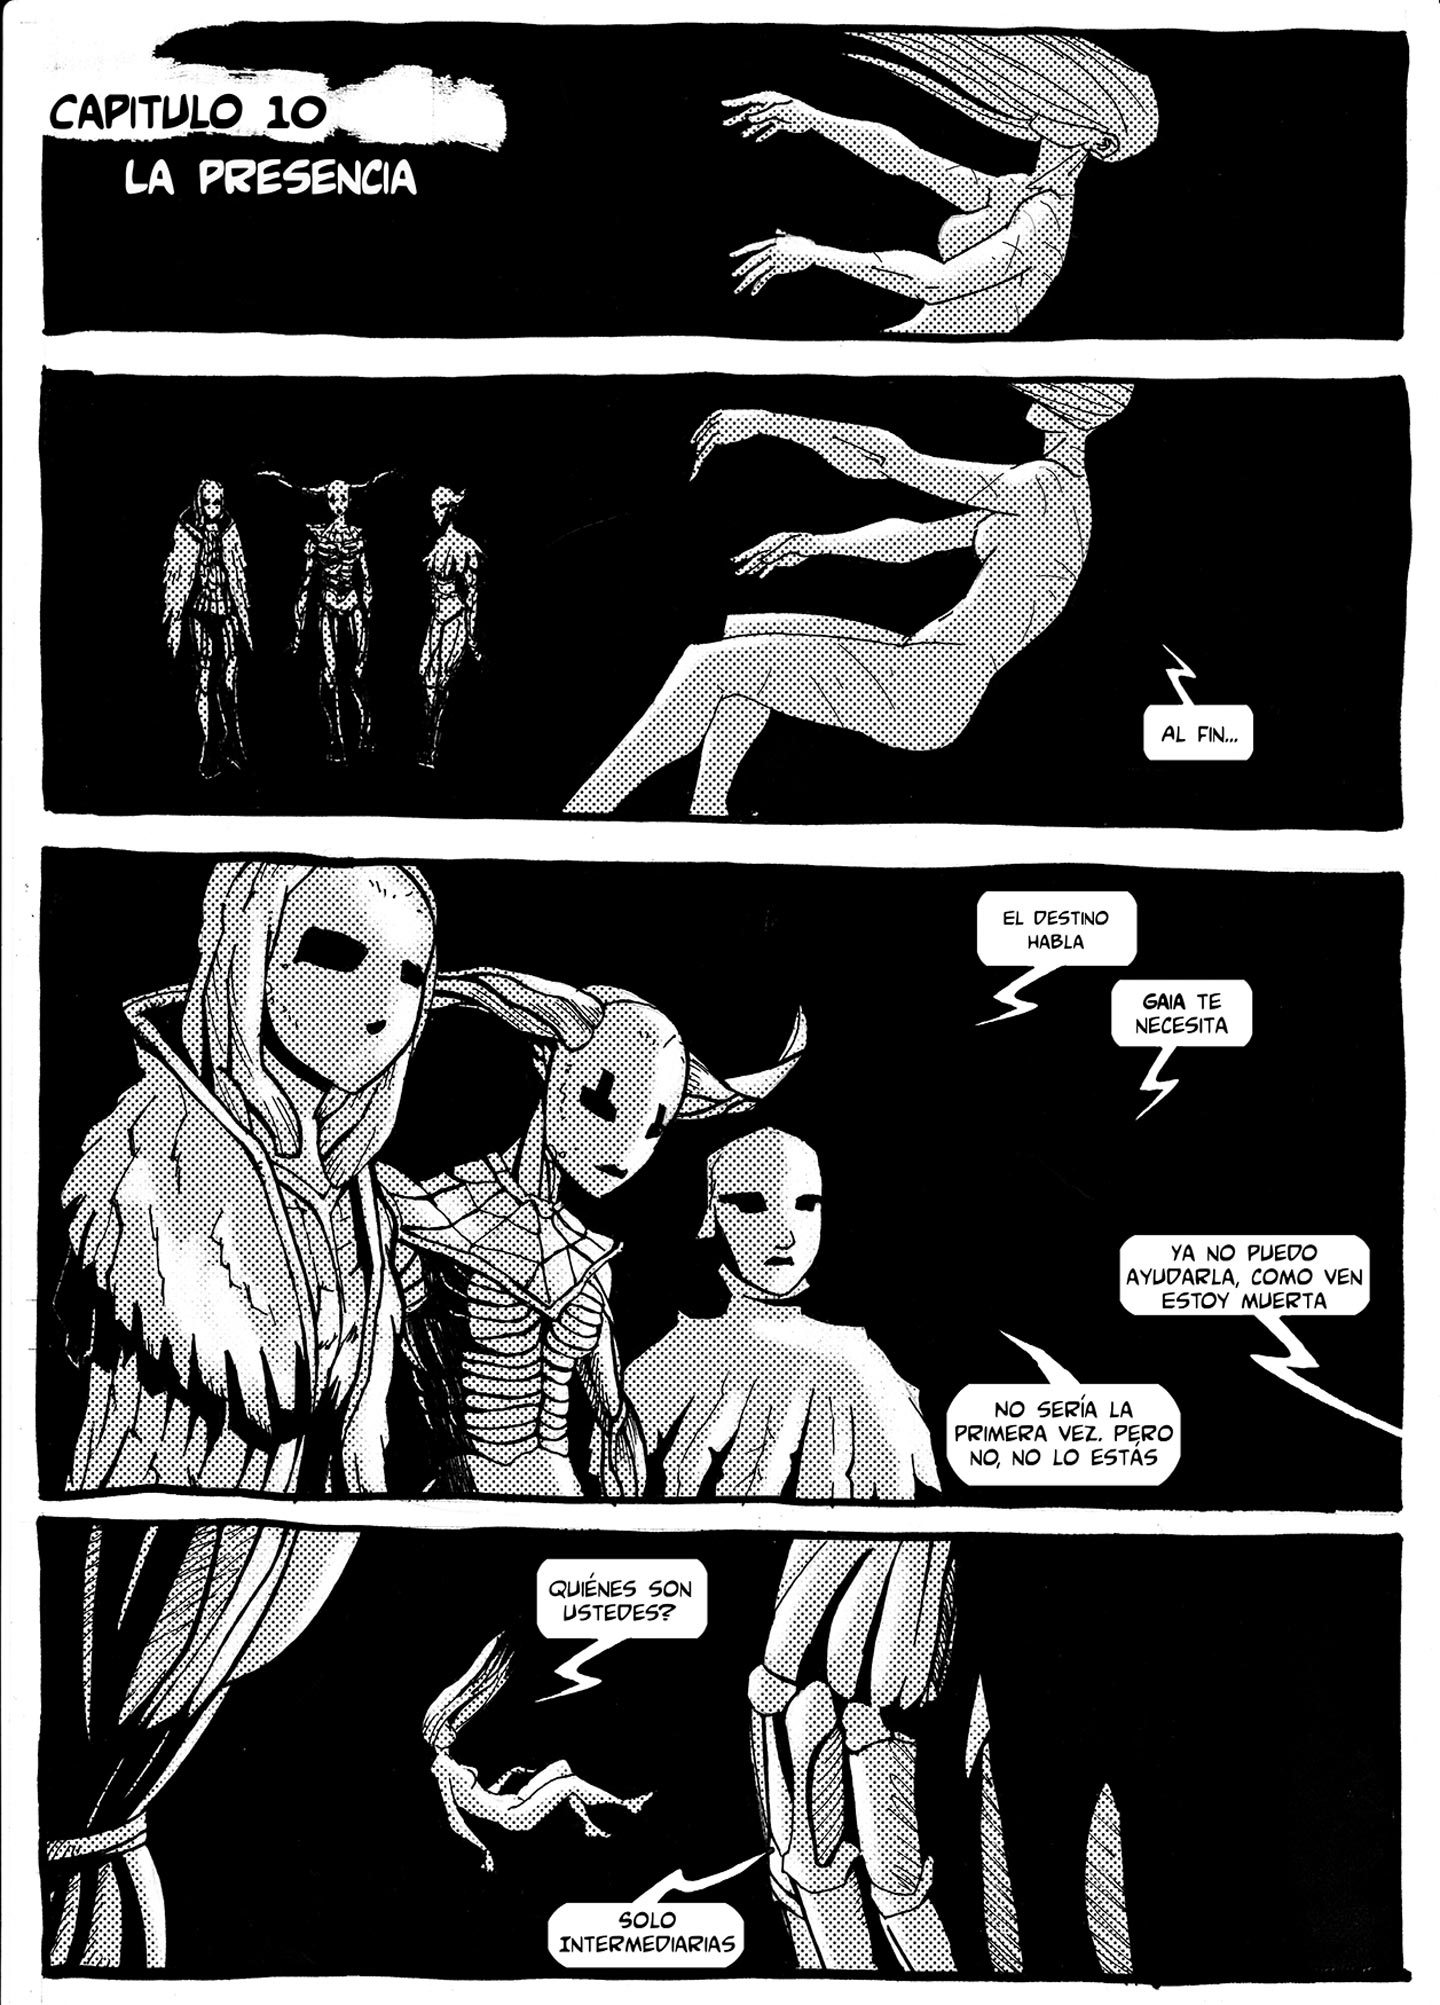 CAPITULO 10
LA PRESENCIA
AL FIN...
EL DESTINO
HABLA
GAIA TE
NECESITA
YA NO PUEDO
AYUDARLA, COMO VEN
ESTOY MUERTA
NO SERÍA LA
PRIMERA VEZ. PERO
NO, NO LO ESTÁS
QUIÉNES SON
USTEDES?
SOLO
INTERMEDIARIAS